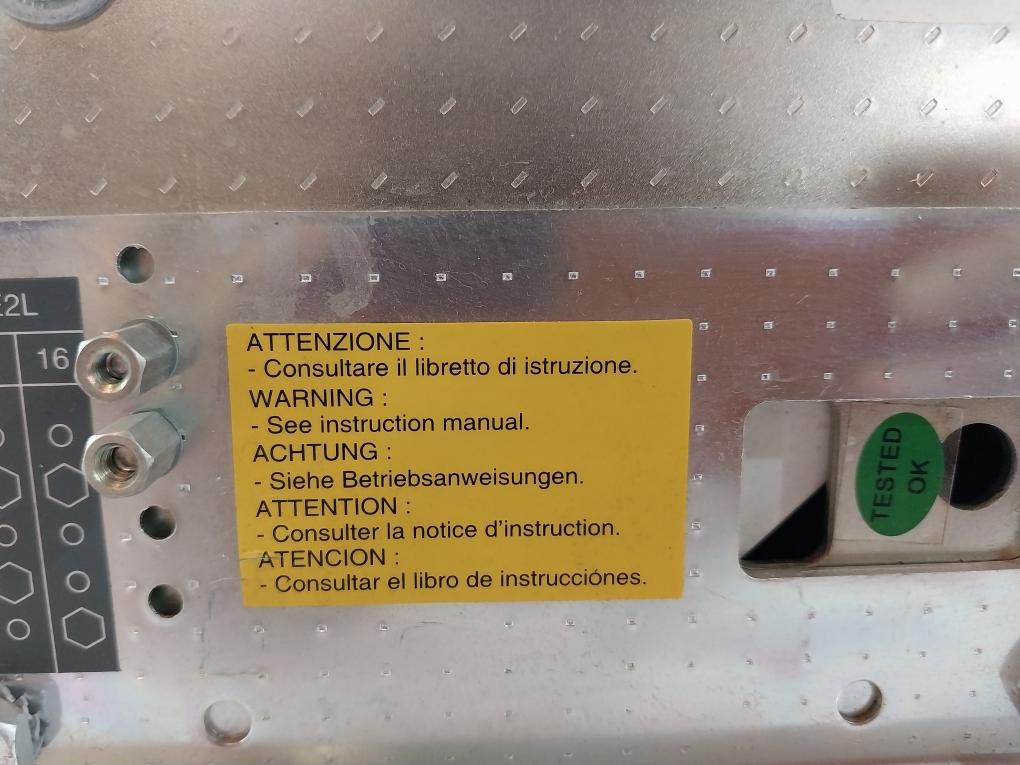 E2L
16
ATTENZIONE :
- Consultare il libretto di istruzione.
WARNING :
- See instruction manual.
ACHTUNG :
- Siehe Betriebsanweisungen.
ATTENTION :
- Consulter la notice d'instruction.
ATENCION :
- Consultar el libro de instrucciónes.
TESTED
OK